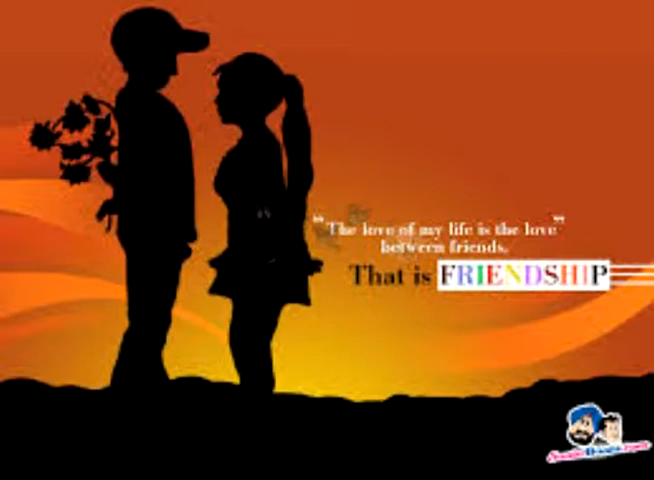 "The love of my life is the love"
between friends.
That is FRIENDSHIP